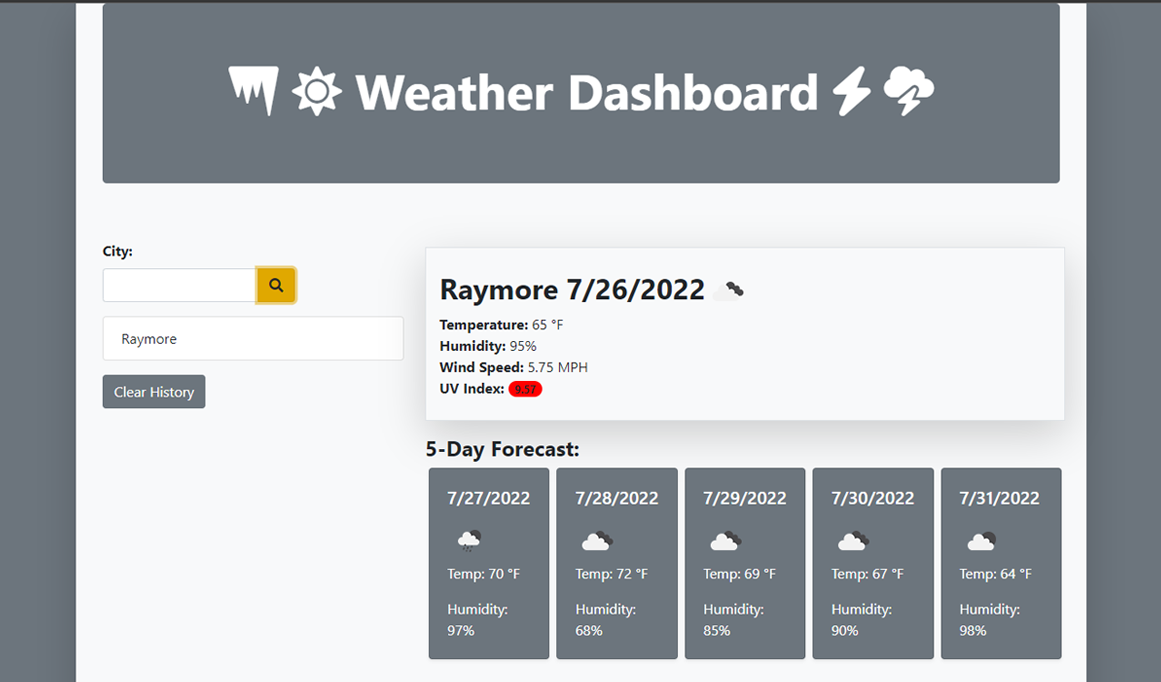 Weather Dashboard
City:
Raymore
Clear History
Raymore 7/26/2022
Temperature: 65 °F
Humidity: 95%
Wind Speed: 5.75 MPH
UV Index: 9.57
5-Day Forecast:
7/27/2022
Temp: 70 °F
Humidity:
97%
7/28/2022
Temp: 72 °F
Humidity:
68%
7/29/2022
Temp: 69 °F
Humidity:
85%
7/30/2022
Temp: 67 °F
Humidity:
90%
7/31/2022
Temp: 64 °F
Humidity:
98%